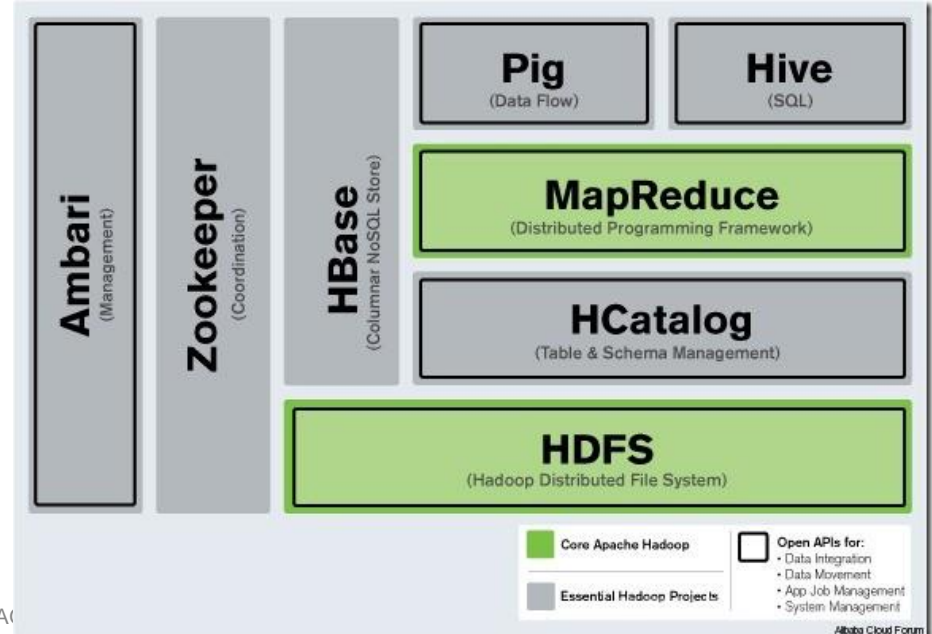 Ambari
(Management)
Zookeeper
(Coordination)
HBase
(Columnar NoSQL Store)
Pig
(Data Flow)
Hive
(SQL)
MapReduce
(Distributed Programming Framework)
HCatalog
(Table & Schema Management)
HDFS
(Hadoop Distributed File System)
Core Apache Hadoop
Essential Hadoop Projects
Open APIs for:
• Data Integration
• Data Movement
• App Job Management
• System Management
Alibaba Cloud Forum